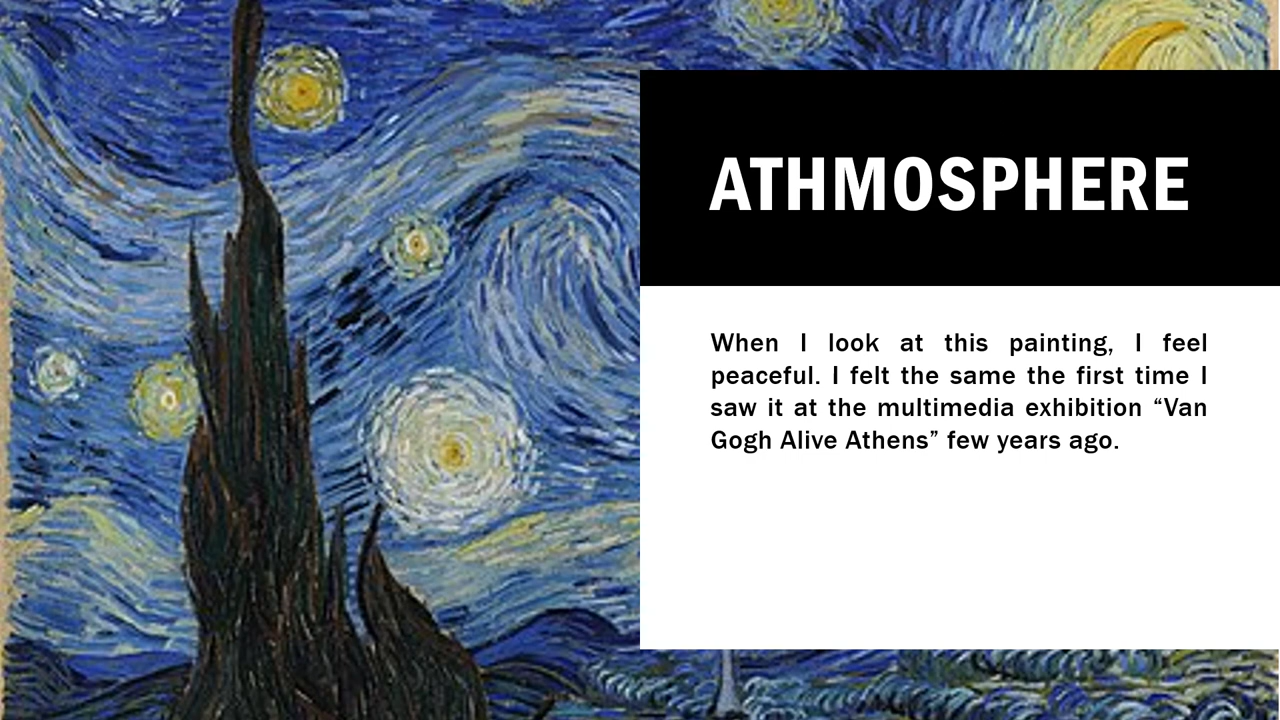 ATHMOSPHERE
When I look at this painting, I feel
peaceful. I felt the same the first time I
saw it at the multimedia exhibition “Van
Gogh Alive Athens” few years ago.